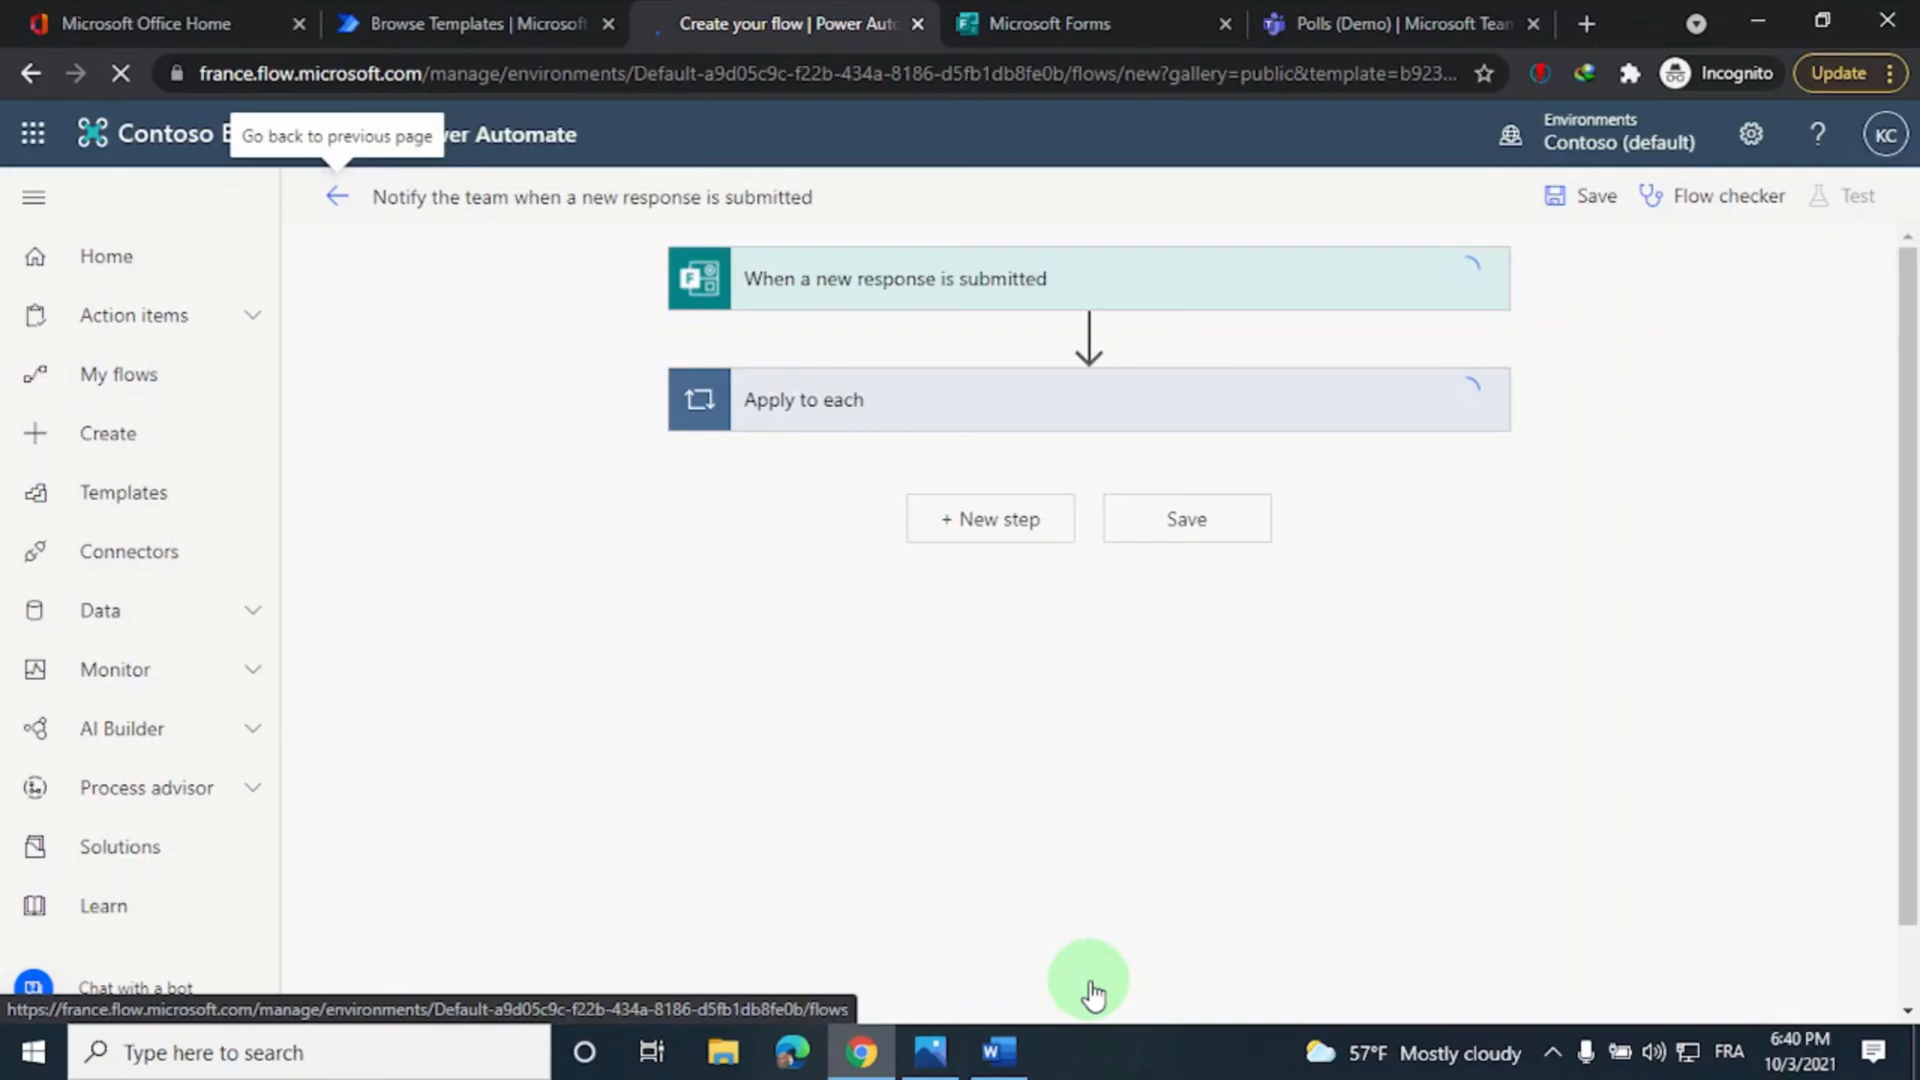 Microsoft Office Home
Browse Templates | Microsoft
Create your flow | Power Auto
Microsoft Forms
Polls (Demo) | Microsoft Team
france.flow.microsoft.com/manage/environments/Default-a9d05c9c-f22b-434a-8186-d5fb1db8fe0b/flows/new?gallery=public&template=b923...
Incognito
Update
Contoso
Go back to previous page
Automate
Environments
Contoso (default)
?
KC
Notify the team when a new response is submitted
Save
Flow checker
Test
Home
Action items
My flows
Create
Templates
Connectors
Data
Monitor
AI Builder
Process advisor
Solutions
Learn
Chat with a bot
F
When a new response is submitted
Apply to each
+ New step
Save
https://france.flow.microsoft.com/manage/environments/Default-a9d05c9c-f22b-434a-8186-d5fb1db8fe0b/flows
Type here to search
57°F Mostly cloudy
FRA
6:40 PM
10/3/2021